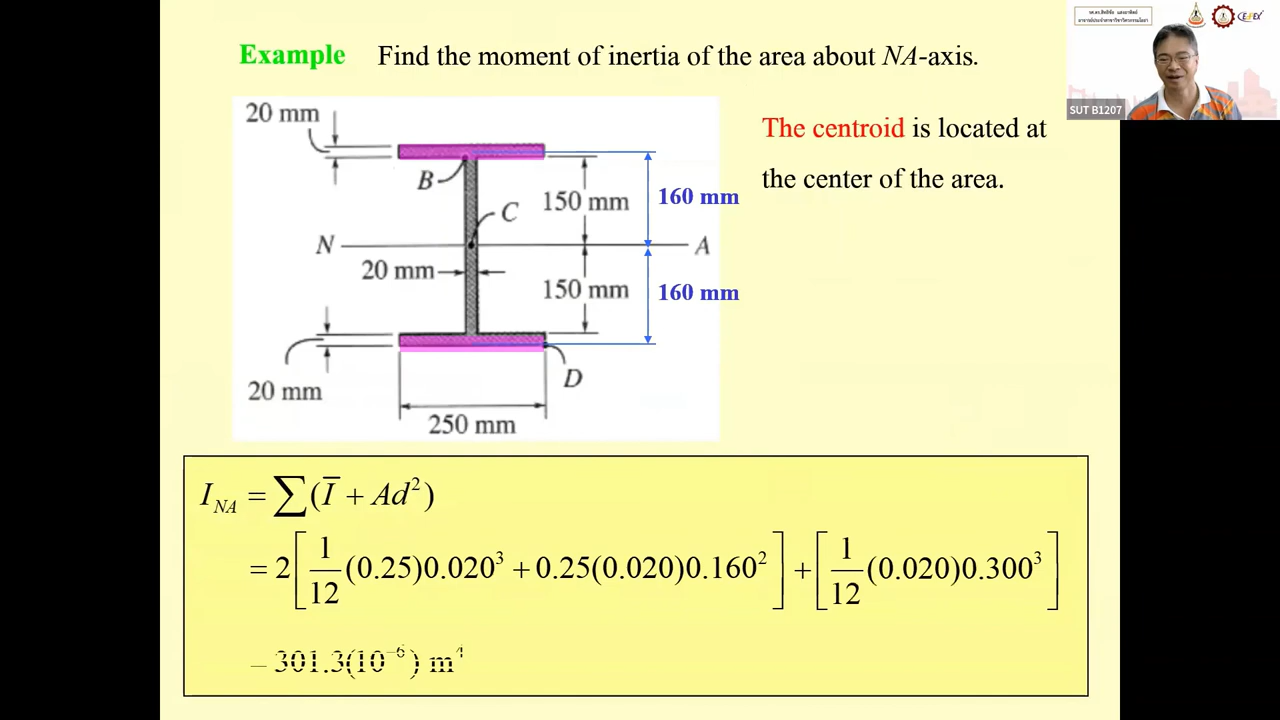 Example Find the moment of inertia of the area about NA-axis.
SUT B1207
The centroid is located at
the center of the area.
20 mm
B
150 mm
160 mm
C
N
A
20 mm
150 mm
160 mm
D
20 mm
250 mm
I_{NA} = ∑(Ī + Ad²)
= 2[1/12 (0.25)0.020³ + 0.25(0.020)0.160²] + [1/12 (0.020)0.300³]
= 301.3(10⁻⁶) m⁴